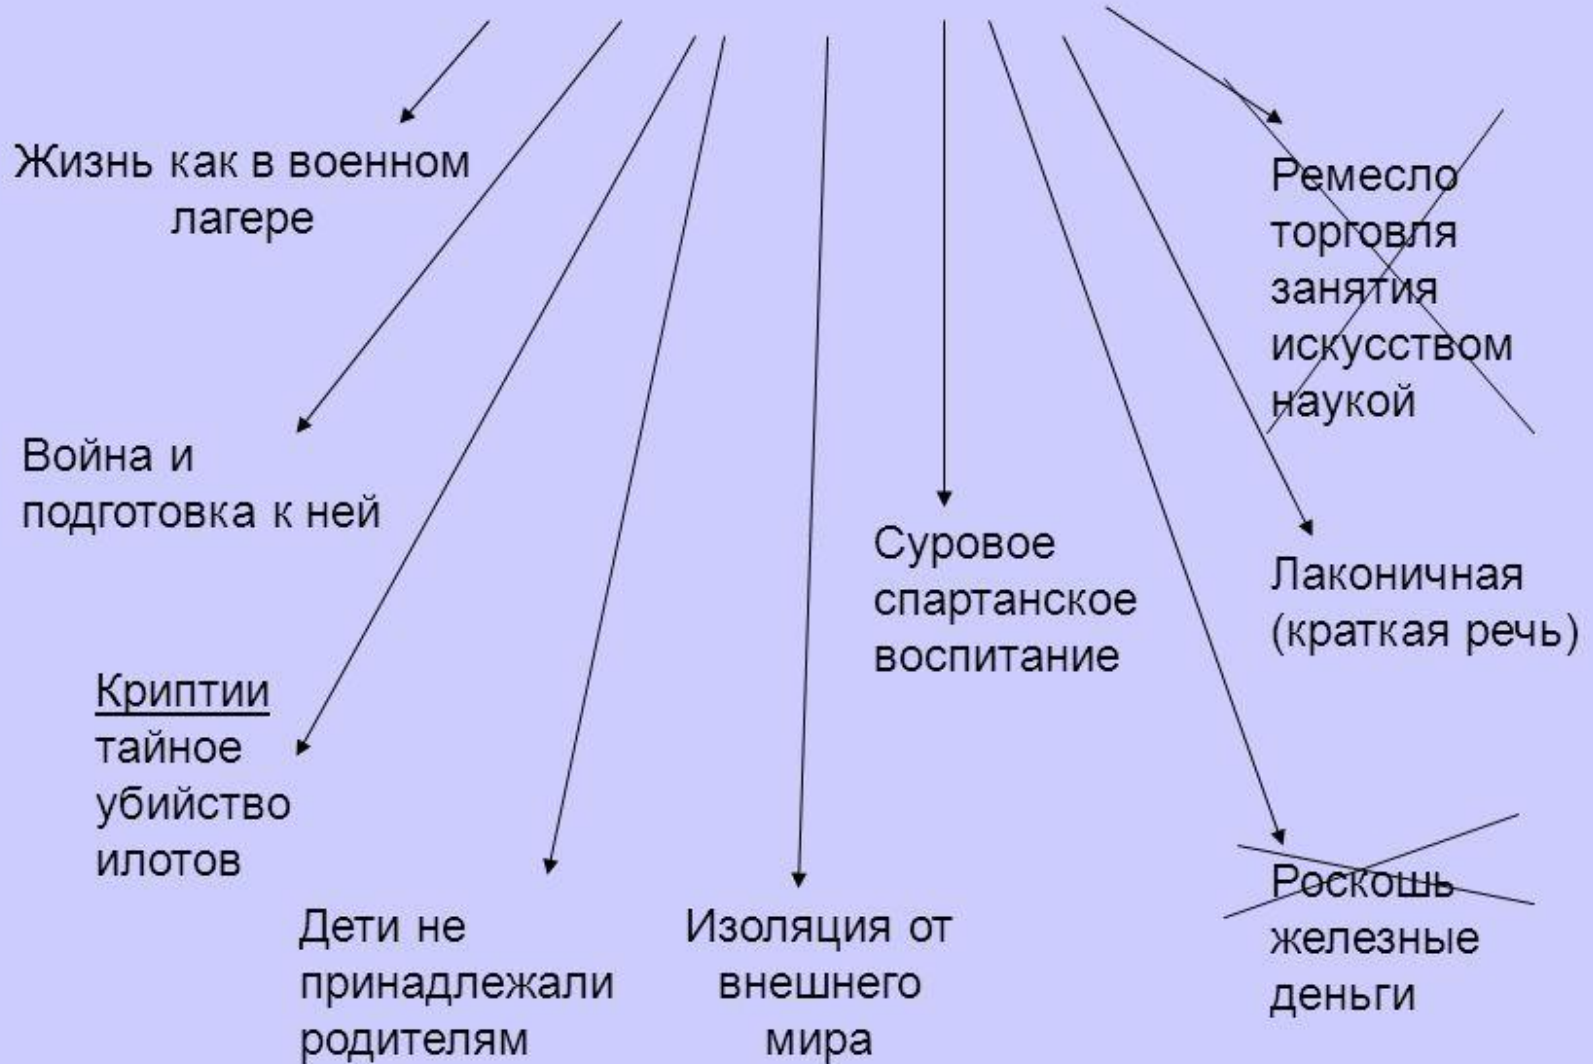 Жизнь как в военном
лагере
Война и
подготовка к ней
Криптии
тайное
убийство
илотов
Дети не
принадлежали
родителям
Изоляция от
внешнего
мира
Суровое
спартанское
воспитание
Ремесло
торговля
занятия
искусством
наукой
Лаконичная
(краткая речь)
Роскошь
железные
деньги